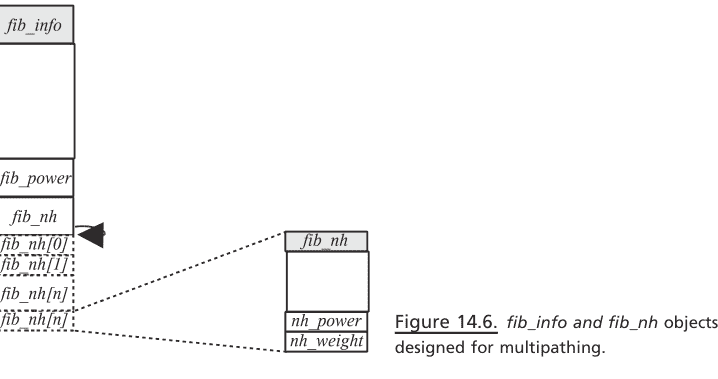 fib_info
fib_power
fib_nh
fib_nh[0]
fib_nh[1]
fib_nh[n]
fib_nh[n]
fib_nh
nh_power
nh_weight
Figure 14.6. fib_info and fib_nh objects
designed for multipathing.